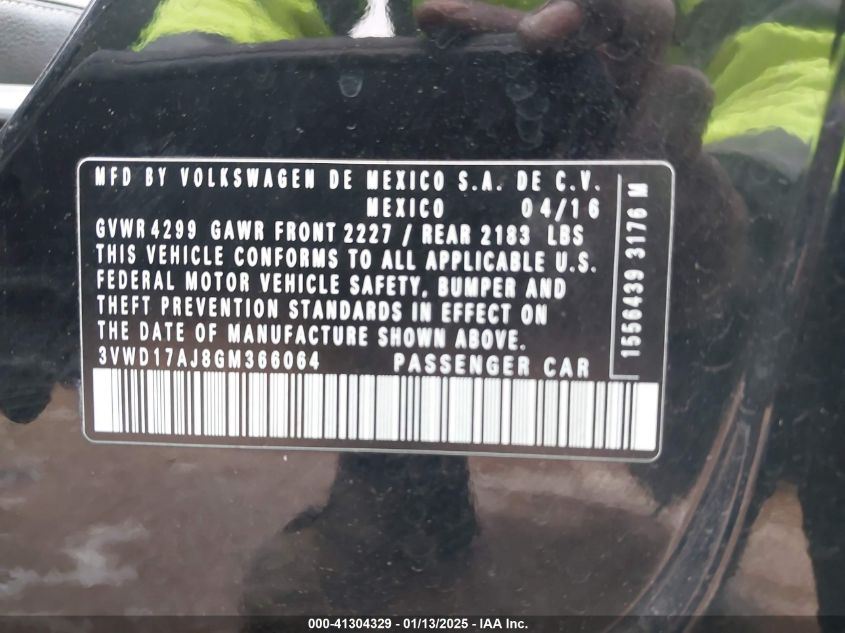 MFD BY VOLKSWAGEN DE MEXICO S.A. DE C.V.
MEXICO 04/16
GVWR 4299 GAWR FRONT 2227 / REAR 2183 LBS
THIS VEHICLE CONFORMS TO ALL APPLICABLE U.S.
FEDERAL MOTOR VEHICLE SAFETY, BUMPER AND
THEFT PREVENTION STANDARDS IN EFFECT ON
THE DATE OF MANUFACTURE SHOWN ABOVE.
3VWD17AJ8GM366064 PASSENGER CAR
1556439 3176 M
000-41304329 - 01/13/2025 - IAA Inc.